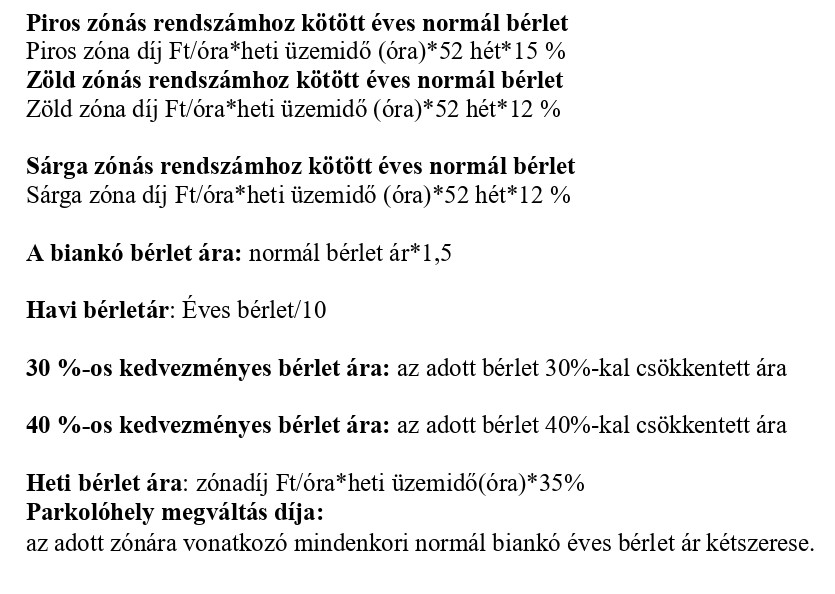 Piros zónás rendszámhoz kötött éves normál bérlet
Piros zóna díj Ft/óra*heti üzemidő (óra)*52 hét*15 %
Zöld zónás rendszámhoz kötött éves normál bérlet
Zöld zóna díj Ft/óra*heti üzemidő (óra)*52 hét*12 %
Sárga zónás rendszámhoz kötött éves normál bérlet
Sárga zóna díj Ft/óra*heti üzemidő (óra)*52 hét*12 %
A biankó bérlet ára: normál bérlet ár*1,5
Havi bérletár: Éves bérlet/10
30 %-os kedvezményes bérlet ára: az adott bérlet 30%-kal csökkentett ára
40 %-os kedvezményes bérlet ára: az adott bérlet 40%-kal csökkentett ára
Heti bérlet ára: zónadíj Ft/óra*heti üzemidő(óra)*35%
Parkolóhely megváltás díja:
az adott zónára vonatkozó mindenkori normál biankó éves bérlet ár kétszerese.